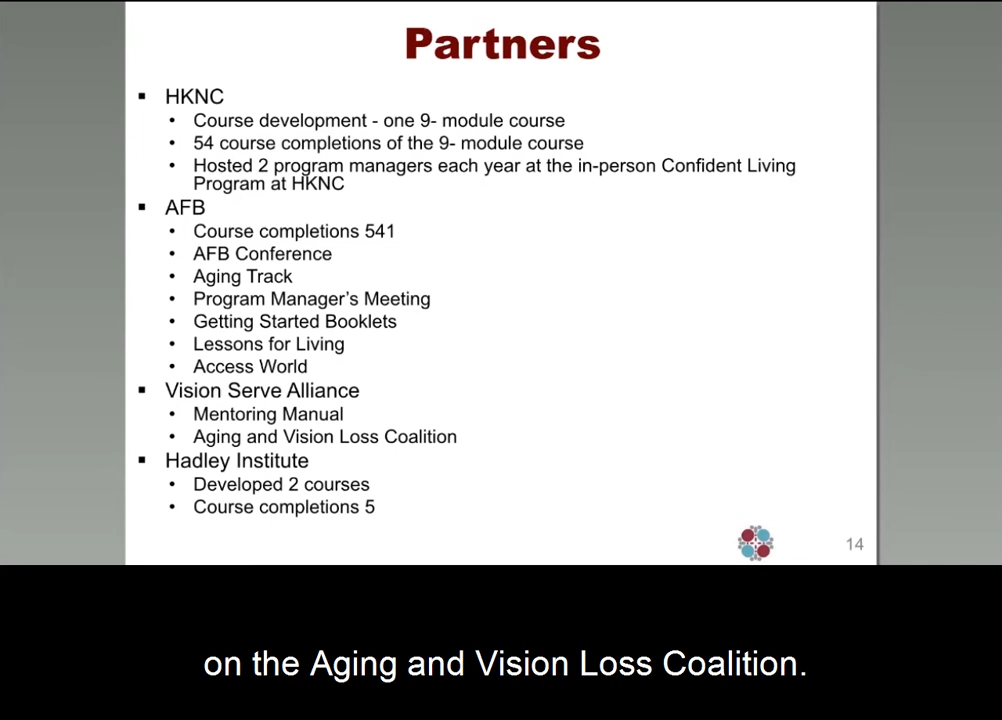 Partners
▪ HKNC
• Course development - one 9- module course
• 54 course completions of the 9- module course
• Hosted 2 program managers each year at the in-person Confident Living
Program at HKNC
▪ AFB
• Course completions 541
• AFB Conference
• Aging Track
• Program Manager's Meeting
• Getting Started Booklets
• Lessons for Living
• Access World
▪ Vision Serve Alliance
• Mentoring Manual
• Aging and Vision Loss Coalition
▪ Hadley Institute
• Developed 2 courses
• Course completions 5
14
on the Aging and Vision Loss Coalition.